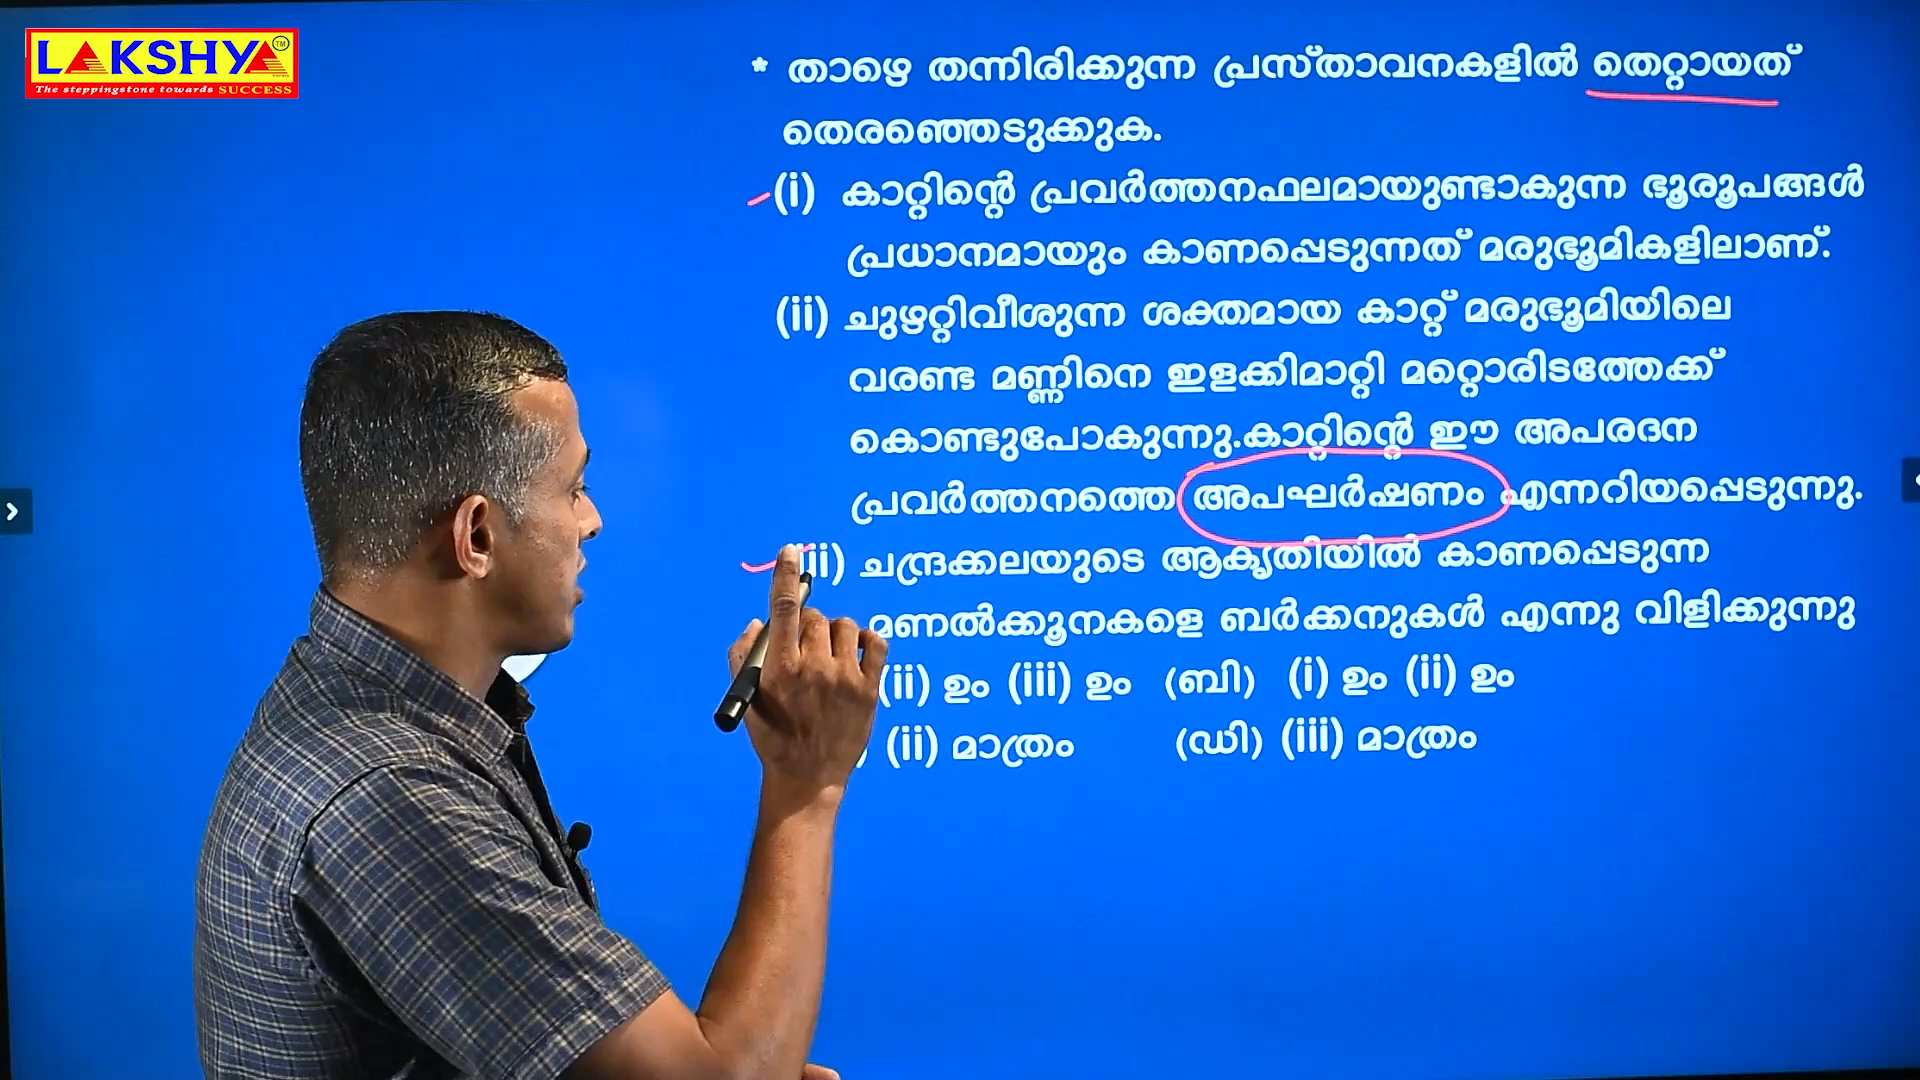 LAKSHYA TM
The steppingstone towards SUCCESS
* താഴെ തന്നിരിക്കുന്ന പ്രസ്താവനകളിൽ തെറ്റായത്
തെരഞ്ഞെടുക്കുക.
(i) കാറ്റിന്റെ പ്രവർത്തനഫലമായുണ്ടാകുന്ന ഭൂരൂപങ്ങൾ
പ്രധാനമായും കാണപ്പെടുന്നത് മരുഭൂമികളിലാണ്.
(ii) ചുഴറ്റിവീശുന്ന ശക്തമായ കാറ്റ് മരുഭൂമിയിലെ
വരണ്ട മണ്ണിനെ ഇളക്കിമാറ്റി മറ്റൊരിടത്തേക്ക്
കൊണ്ടുപോകുന്നു.കാറ്റിന്റെ ഈ അപരദന
പ്രവർത്തനത്തെ അപഘർഷണം എന്നറിയപ്പെടുന്നു.
ii) ചന്ദ്രക്കലയുടെ ആകൃതിയിൽ കാണപ്പെടുന്ന
മണൽക്കൂനകളെ ബർക്കനുകൾ എന്നു വിളിക്കുന്നു
(ii) ഉം (iii) ഉം (ബി) (i) ഉം (ii) ഉം
) (ii) മാത്രം (ഡി) (iii) മാത്രം